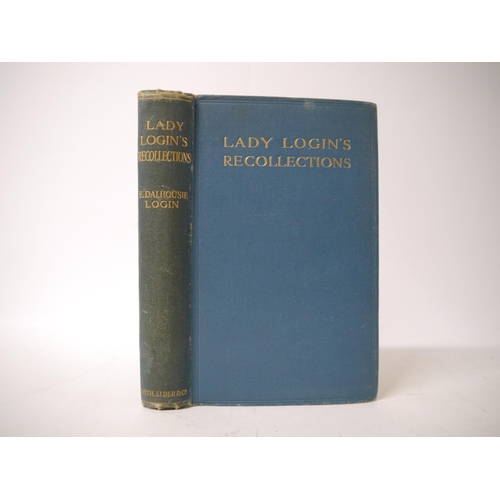 LADY
LOGIN'S
RECOLLECTIONS
E. DALHOUSIE
LOGIN
SMITH, ELDER & CO
LADY LOGIN'S
RECOLLECTIONS